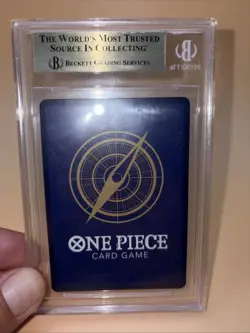 THE WORLD'S MOST TRUSTED
SOURCE IN COLLECTING
BECKETT GRADING SERVICES
ONE PIECE
CARD GAME